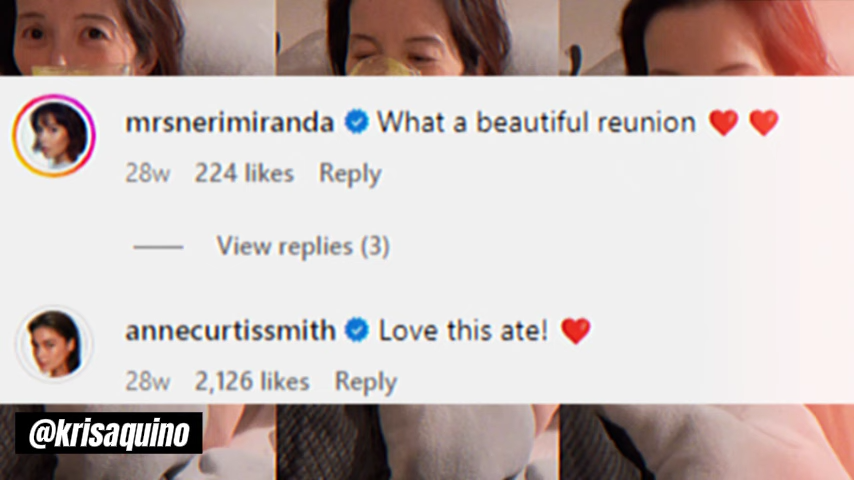 mrsnerimiranda What a beautiful reunion ❤️ ❤️
28w 224 likes Reply
View replies (3)
annecurtissmith Love this ate! ❤️
28w 2,126 likes Reply
@krisaquino